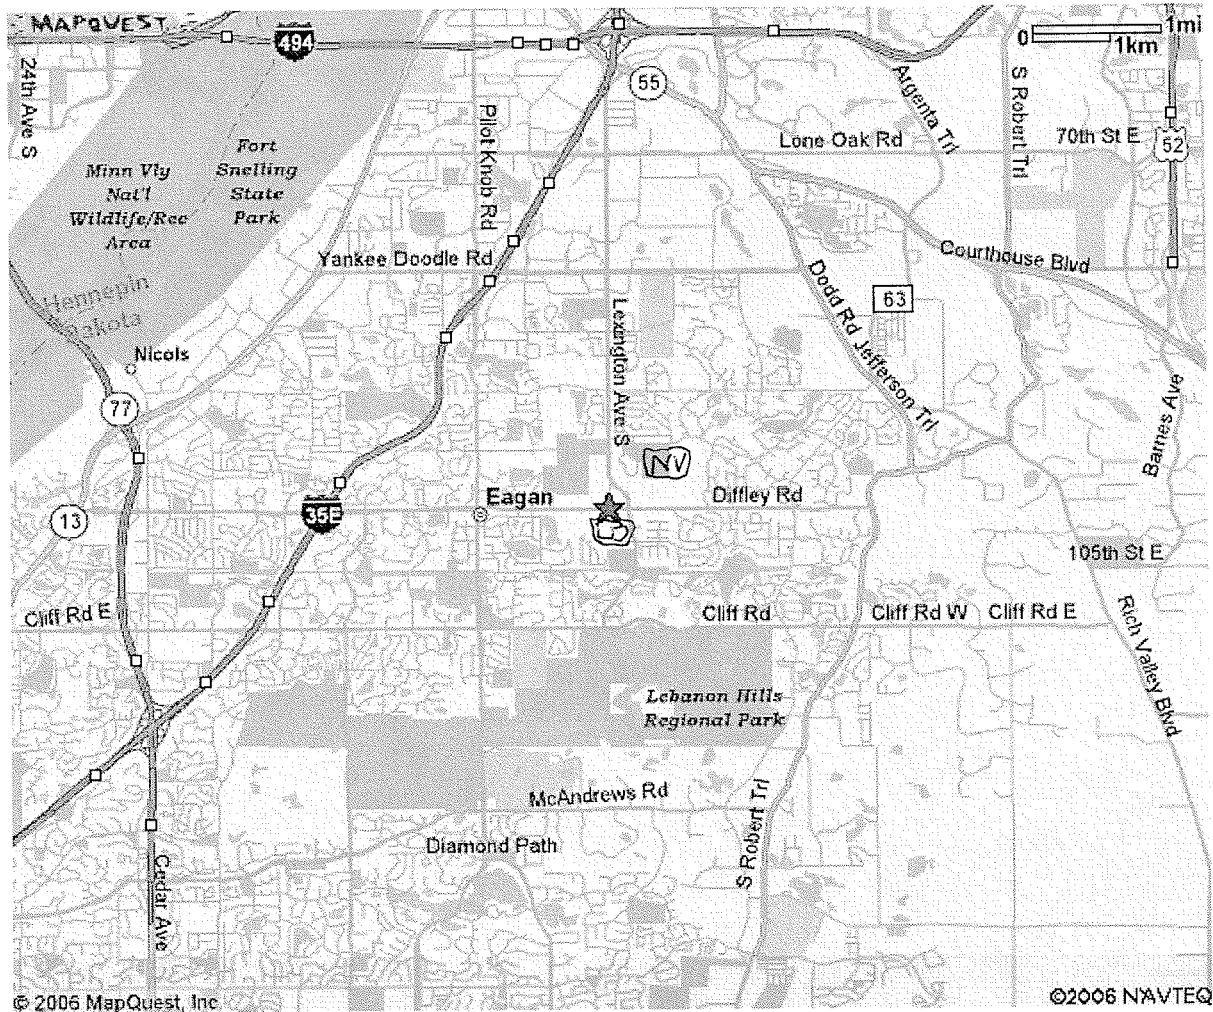 MAPQUEST
494
0
1mi
1km
24th Ave S
Pilot Knob Rd
55
Argenta Trl
S Robert Trl
Lone Oak Rd
70th St E
52
Minn Vly
Nat'l
Wildlife/Rec
Area
Fort
Snelling
State
Park
Yankee Doodle Rd
Courthouse Blvd
Hennepin
Dakota
Nicols
Lexington Ave S
Dodd Rd
63
Jefferson Trl
77
Barnes Ave
NV
13
35E
Eagan
Diffley Rd
105th St E
Cliff Rd E
Cliff Rd
Cliff Rd W
Cliff Rd E
Rich Valley Blvd
Lebanon Hills
Regional Park
McAndrews Rd
S Robert Trl
Diamond Path
Cedar Ave
© 2006 MapQuest, Inc
©2006 NAVTEQ